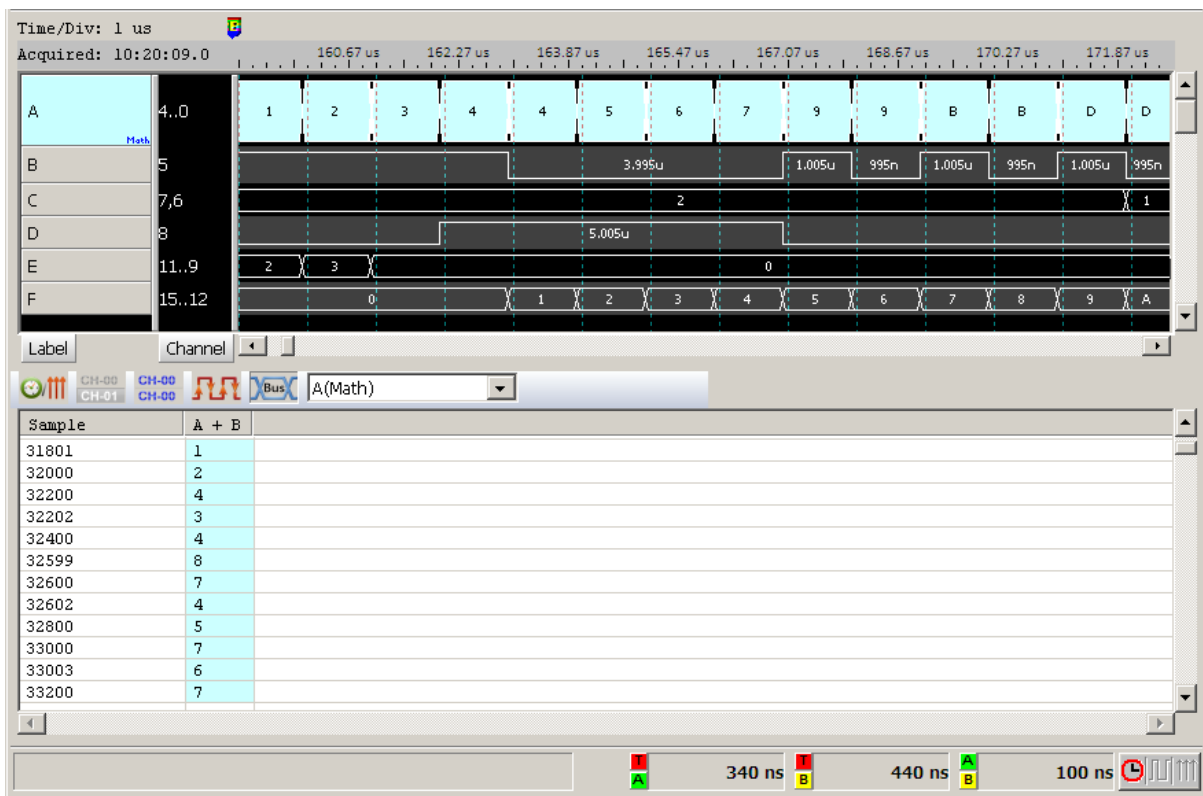 Time/Div: 1 us
B
Acquired: 10:20:09.0 160.67 us 162.27 us 163.87 us 165.47 us 167.07 us 168.67 us 170.27 us 171.87 us
A Math 4..0 1 2 3 4 4 5 6 7 9 9 B B D D
B 5 3.995u 1.005u 995n 1.005u 995n 1.005u 995n
C 7,6 2 1
D 8 5.005u
E 11..9 2 3 0
F 15..12 0 1 2 3 4 5 6 7 8 9 A
Label Channel
CH-00 CH-01 CH-00 CH-00 Bus A(Math)
Sample A + B
31801 1
32000 2
32200 4
32202 3
32400 4
32599 8
32600 7
32602 4
32800 5
33000 7
33003 6
33200 7
T A 340 ns T B 440 ns A B 100 ns